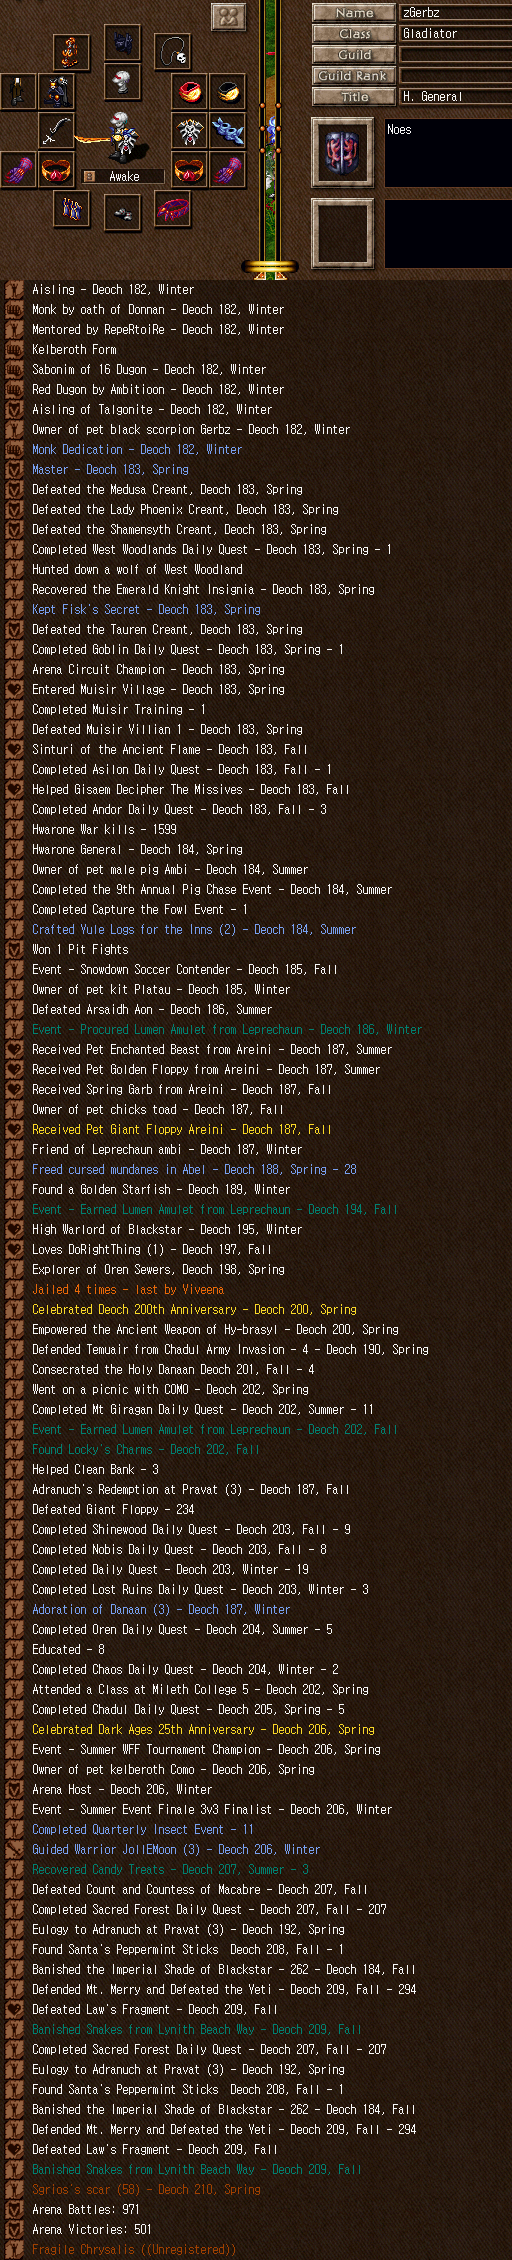 Name zGerbz
Class Gladiator
Guild
Guild Rank
Title H. General
Noes
Awake
Aisling - Deoch 182, Winter
Monk by oath of Donnan - Deoch 182, Winter
Mentored by RepeRtoiRe - Deoch 182, Winter
Kelberoth Form
Sabonim of 16 Dugon - Deoch 182, Winter
Red Dugon by Ambitioon - Deoch 182, Winter
Aisling of Talgonite - Deoch 182, Winter
Owner of pet black scorpion Gerbz - Deoch 182, Winter
Monk Dedication - Deoch 182, Winter
Master - Deoch 183, Spring
Defeated the Medusa Creant, Deoch 183, Spring
Defeated the Lady Phoenix Creant, Deoch 183, Spring
Defeated the Shamensyth Creant, Deoch 183, Spring
Completed West Woodlands Daily Quest - Deoch 183, Spring - 1
Hunted down a wolf of West Woodland
Recovered the Emerald Knight Insignia - Deoch 183, Spring
Kept Fisk's Secret - Deoch 183, Spring
Defeated the Tauren Creant, Deoch 183, Spring
Completed Goblin Daily Quest - Deoch 183, Spring - 1
Arena Circuit Champion - Deoch 183, Spring
Entered Muisir Village - Deoch 183, Spring
Completed Muisir Training - 1
Defeated Muisir Villian 1 - Deoch 183, Spring
Sinturi of the Ancient Flame - Deoch 183, Fall
Completed Asilon Daily Quest - Deoch 183, Fall - 1
Helped Gisaem Decipher The Missives - Deoch 183, Fall
Completed Andor Daily Quest - Deoch 183, Fall - 3
Hwarone War kills - 1599
Hwarone General - Deoch 184, Spring
Owner of pet male pig Ambi - Deoch 184, Summer
Completed the 9th Annual Pig Chase Event - Deoch 184, Summer
Completed Capture the Fowl Event - 1
Crafted Yule Logs for the Inns (2) - Deoch 184, Summer
Won 1 Pit Fights
Event - Snowdown Soccer Contender - Deoch 185, Fall
Owner of pet kit Platau - Deoch 185, Winter
Defeated Arsaidh Aon - Deoch 186, Summer
Event - Procured Lumen Amulet from Leprechaun - Deoch 186, Winter
Received Pet Enchanted Beast from Areini - Deoch 187, Summer
Received Pet Golden Floppy from Areini - Deoch 187, Summer
Received Spring Garb from Areini - Deoch 187, Fall
Owner of pet chicks toad - Deoch 187, Fall
Received Pet Giant Floppy Areini - Deoch 187, Fall
Friend of Leprechaun ambi - Deoch 187, Winter
Freed cursed mundanes in Abel - Deoch 188, Spring - 28
Found a Golden Starfish - Deoch 189, Winter
Event - Earned Lumen Amulet from Leprechaun - Deoch 194, Fall
High Warlord of Blackstar - Deoch 195, Winter
Loves DoRightThing (1) - Deoch 197, Fall
Explorer of Oren Sewers, Deoch 198, Spring
Jailed 4 times - last by Viveena
Celebrated Deoch 200th Anniversary - Deoch 200, Spring
Empowered the Ancient Weapon of Hy-brasyl - Deoch 200, Spring
Defended Temuair from Chadul Army Invasion - 4 - Deoch 190, Spring
Consecrated the Holy Danaan Deoch 201, Fall - 4
Went on a picnic with COMO - Deoch 202, Spring
Completed Mt Giragan Daily Quest - Deoch 202, Summer - 11
Event - Earned Lumen Amulet from Leprechaun - Deoch 202, Fall
Found Locky's Charms - Deoch 202, Fall
Helped Clean Bank - 3
Adranuch's Redemption at Pravat (3) - Deoch 187, Fall
Defeated Giant Floppy - 234
Completed Shinewood Daily Quest - Deoch 203, Fall - 9
Completed Nobis Daily Quest - Deoch 203, Fall - 8
Completed Daily Quest - Deoch 203, Winter - 19
Completed Lost Ruins Daily Quest - Deoch 203, Winter - 3
Adoration of Danaan (3) - Deoch 187, Winter
Completed Oren Daily Quest - Deoch 204, Summer - 5
Educated - 8
Completed Chaos Daily Quest - Deoch 204, Winter - 2
Attended a Class at Mileth College 5 - Deoch 202, Spring
Completed Chadul Daily Quest - Deoch 205, Spring - 5
Celebrated Dark Ages 25th Anniversary - Deoch 206, Spring
Event - Summer WFF Tournament Champion - Deoch 206, Spring
Owner of pet kelberoth Como - Deoch 206, Spring
Arena Host - Deoch 206, Winter
Event - Summer Event Finale 3v3 Finalist - Deoch 206, Winter
Completed Quarterly Insect Event - 11
Guided Warrior JollEMoon (3) - Deoch 206, Winter
Recovered Candy Treats - Deoch 207, Summer - 3
Defeated Count and Countess of Macabre - Deoch 207, Fall
Completed Sacred Forest Daily Quest - Deoch 207, Fall - 207
Eulogy to Adranuch at Pravat (3) - Deoch 192, Spring
Found Santa's Peppermint Sticks  Deoch 208, Fall - 1
Banished the Imperial Shade of Blackstar - 262 - Deoch 184, Fall
Defended Mt. Merry and Defeated the Yeti - Deoch 209, Fall - 294
Defeated Law's Fragment - Deoch 209, Fall
Banished Snakes from Lynith Beach Way - Deoch 209, Fall
Completed Sacred Forest Daily Quest - Deoch 207, Fall - 207
Eulogy to Adranuch at Pravat (3) - Deoch 192, Spring
Found Santa's Peppermint Sticks  Deoch 208, Fall - 1
Banished the Imperial Shade of Blackstar - 262 - Deoch 184, Fall
Defended Mt. Merry and Defeated the Yeti - Deoch 209, Fall - 294
Defeated Law's Fragment - Deoch 209, Fall
Banished Snakes from Lynith Beach Way - Deoch 209, Fall
Sgrios's scar (58) - Deoch 210, Spring
Arena Battles: 971
Arena Victories: 501
Fragile Chrysalis ((Unregistered))